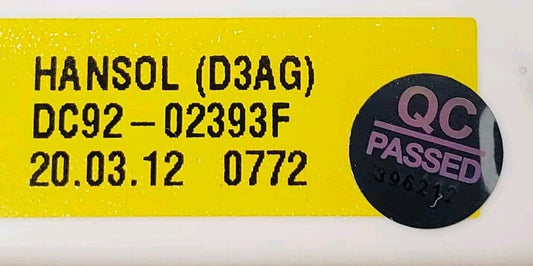 HANSOL (D3AG)
DC92-02393F
20.03.12 0772
QC
PASSED
396212